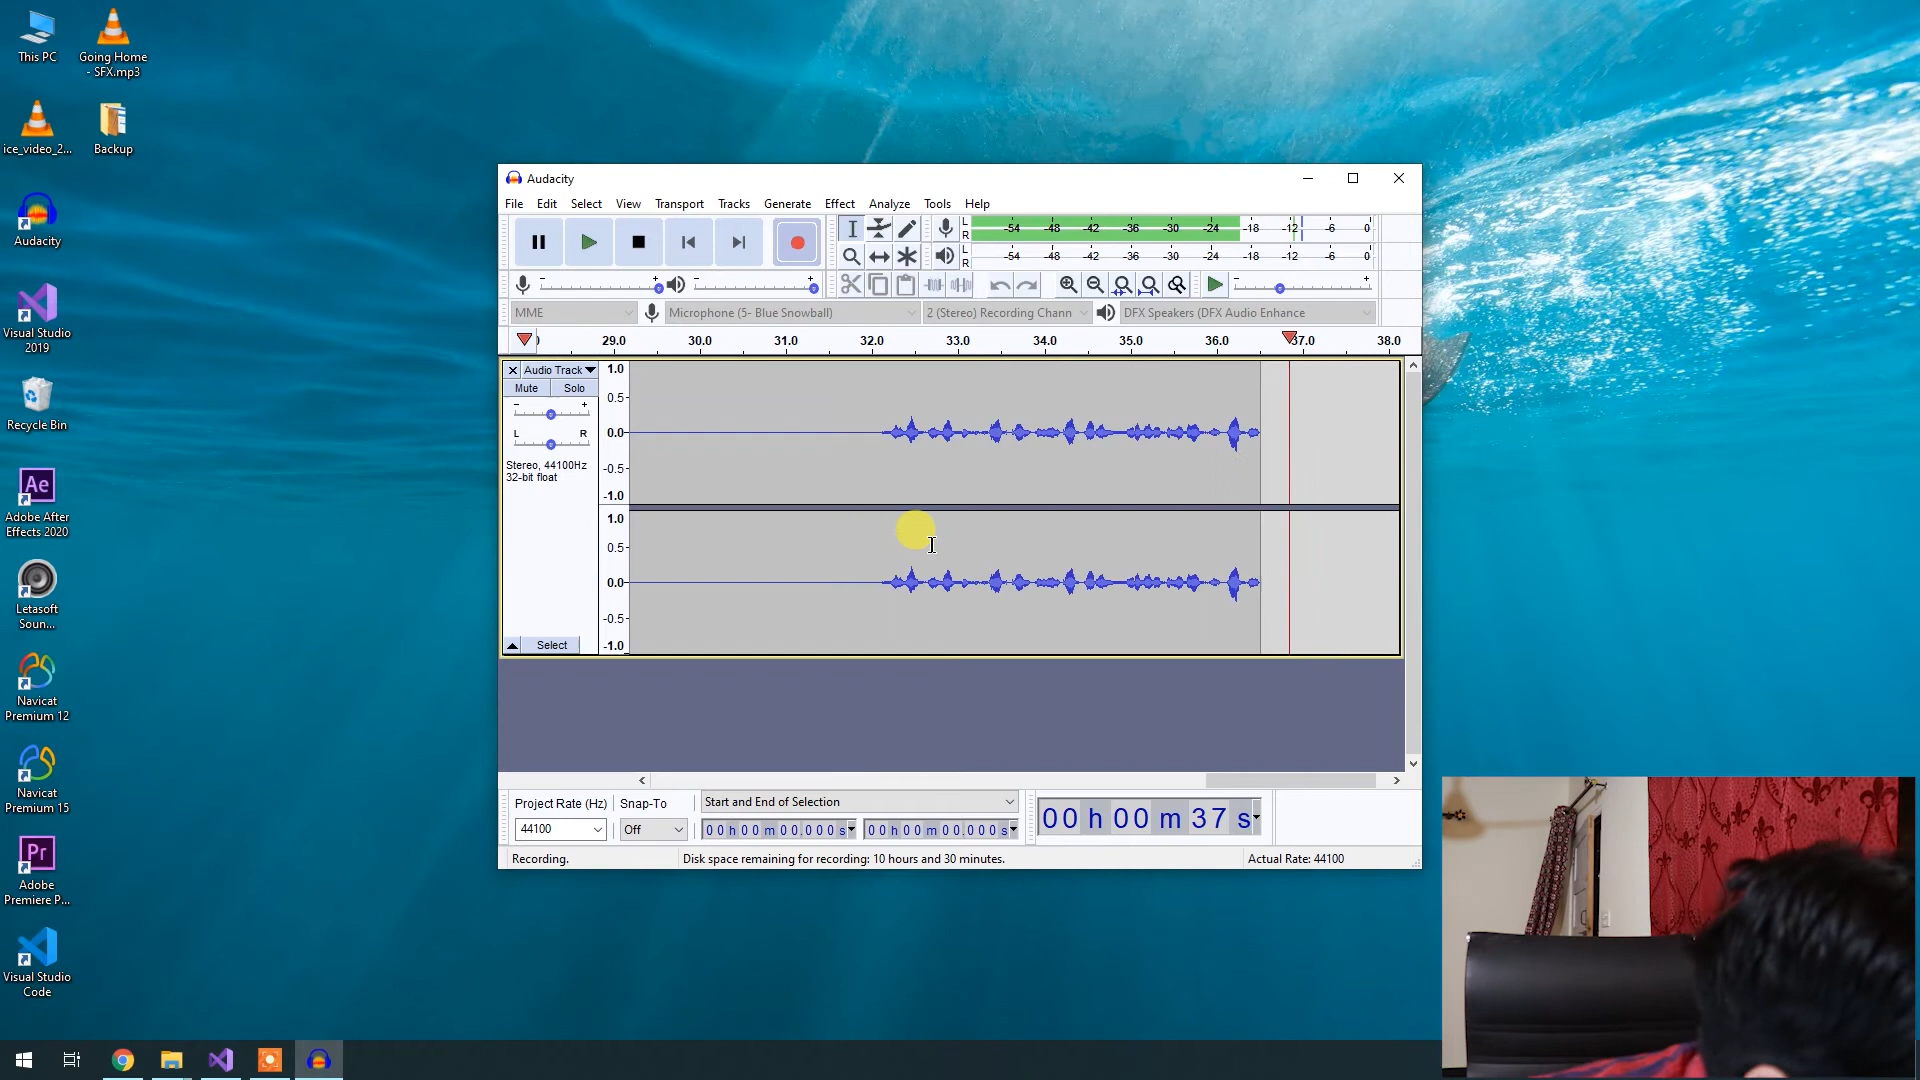 This PC
Going Home
- SFX.mp3
ice_video_2...
Backup
Audacity
Visual Studio
2019
Recycle Bin
Ae
Adobe After
Effects 2020
Letasoft
Soun...
Navicat
Premium 12
Navicat
Premium 15
Pr
Adobe
Premiere P...
Visual Studio
Code
Audacity
File Edit Select View Transport Tracks Generate Effect Analyze Tools Help
L
R
-54 -48 -42 -36 -30 -24 -18 -12 -6 0
L
R
-54 -48 -42 -36 -30 -24 -18 -12 -6 0
MME
Microphone (5- Blue Snowball)
2 (Stereo) Recording Chann
DFX Speakers (DFX Audio Enhance
29.0 30.0 31.0 32.0 33.0 34.0 35.0 36.0 37.0 38.0
Audio Track
Mute Solo
- +
L R
Stereo, 44100Hz
32-bit float
Select
1.0
0.5
0.0
-0.5
-1.0
1.0
0.5
0.0
-0.5
-1.0
Project Rate (Hz) Snap-To
Start and End of Selection
44100
Off
00 h 00 m 00.000 s
00 h 00 m 00.000 s
00 h 00 m 37 s
Recording.
Disk space remaining for recording: 10 hours and 30 minutes.
Actual Rate: 44100